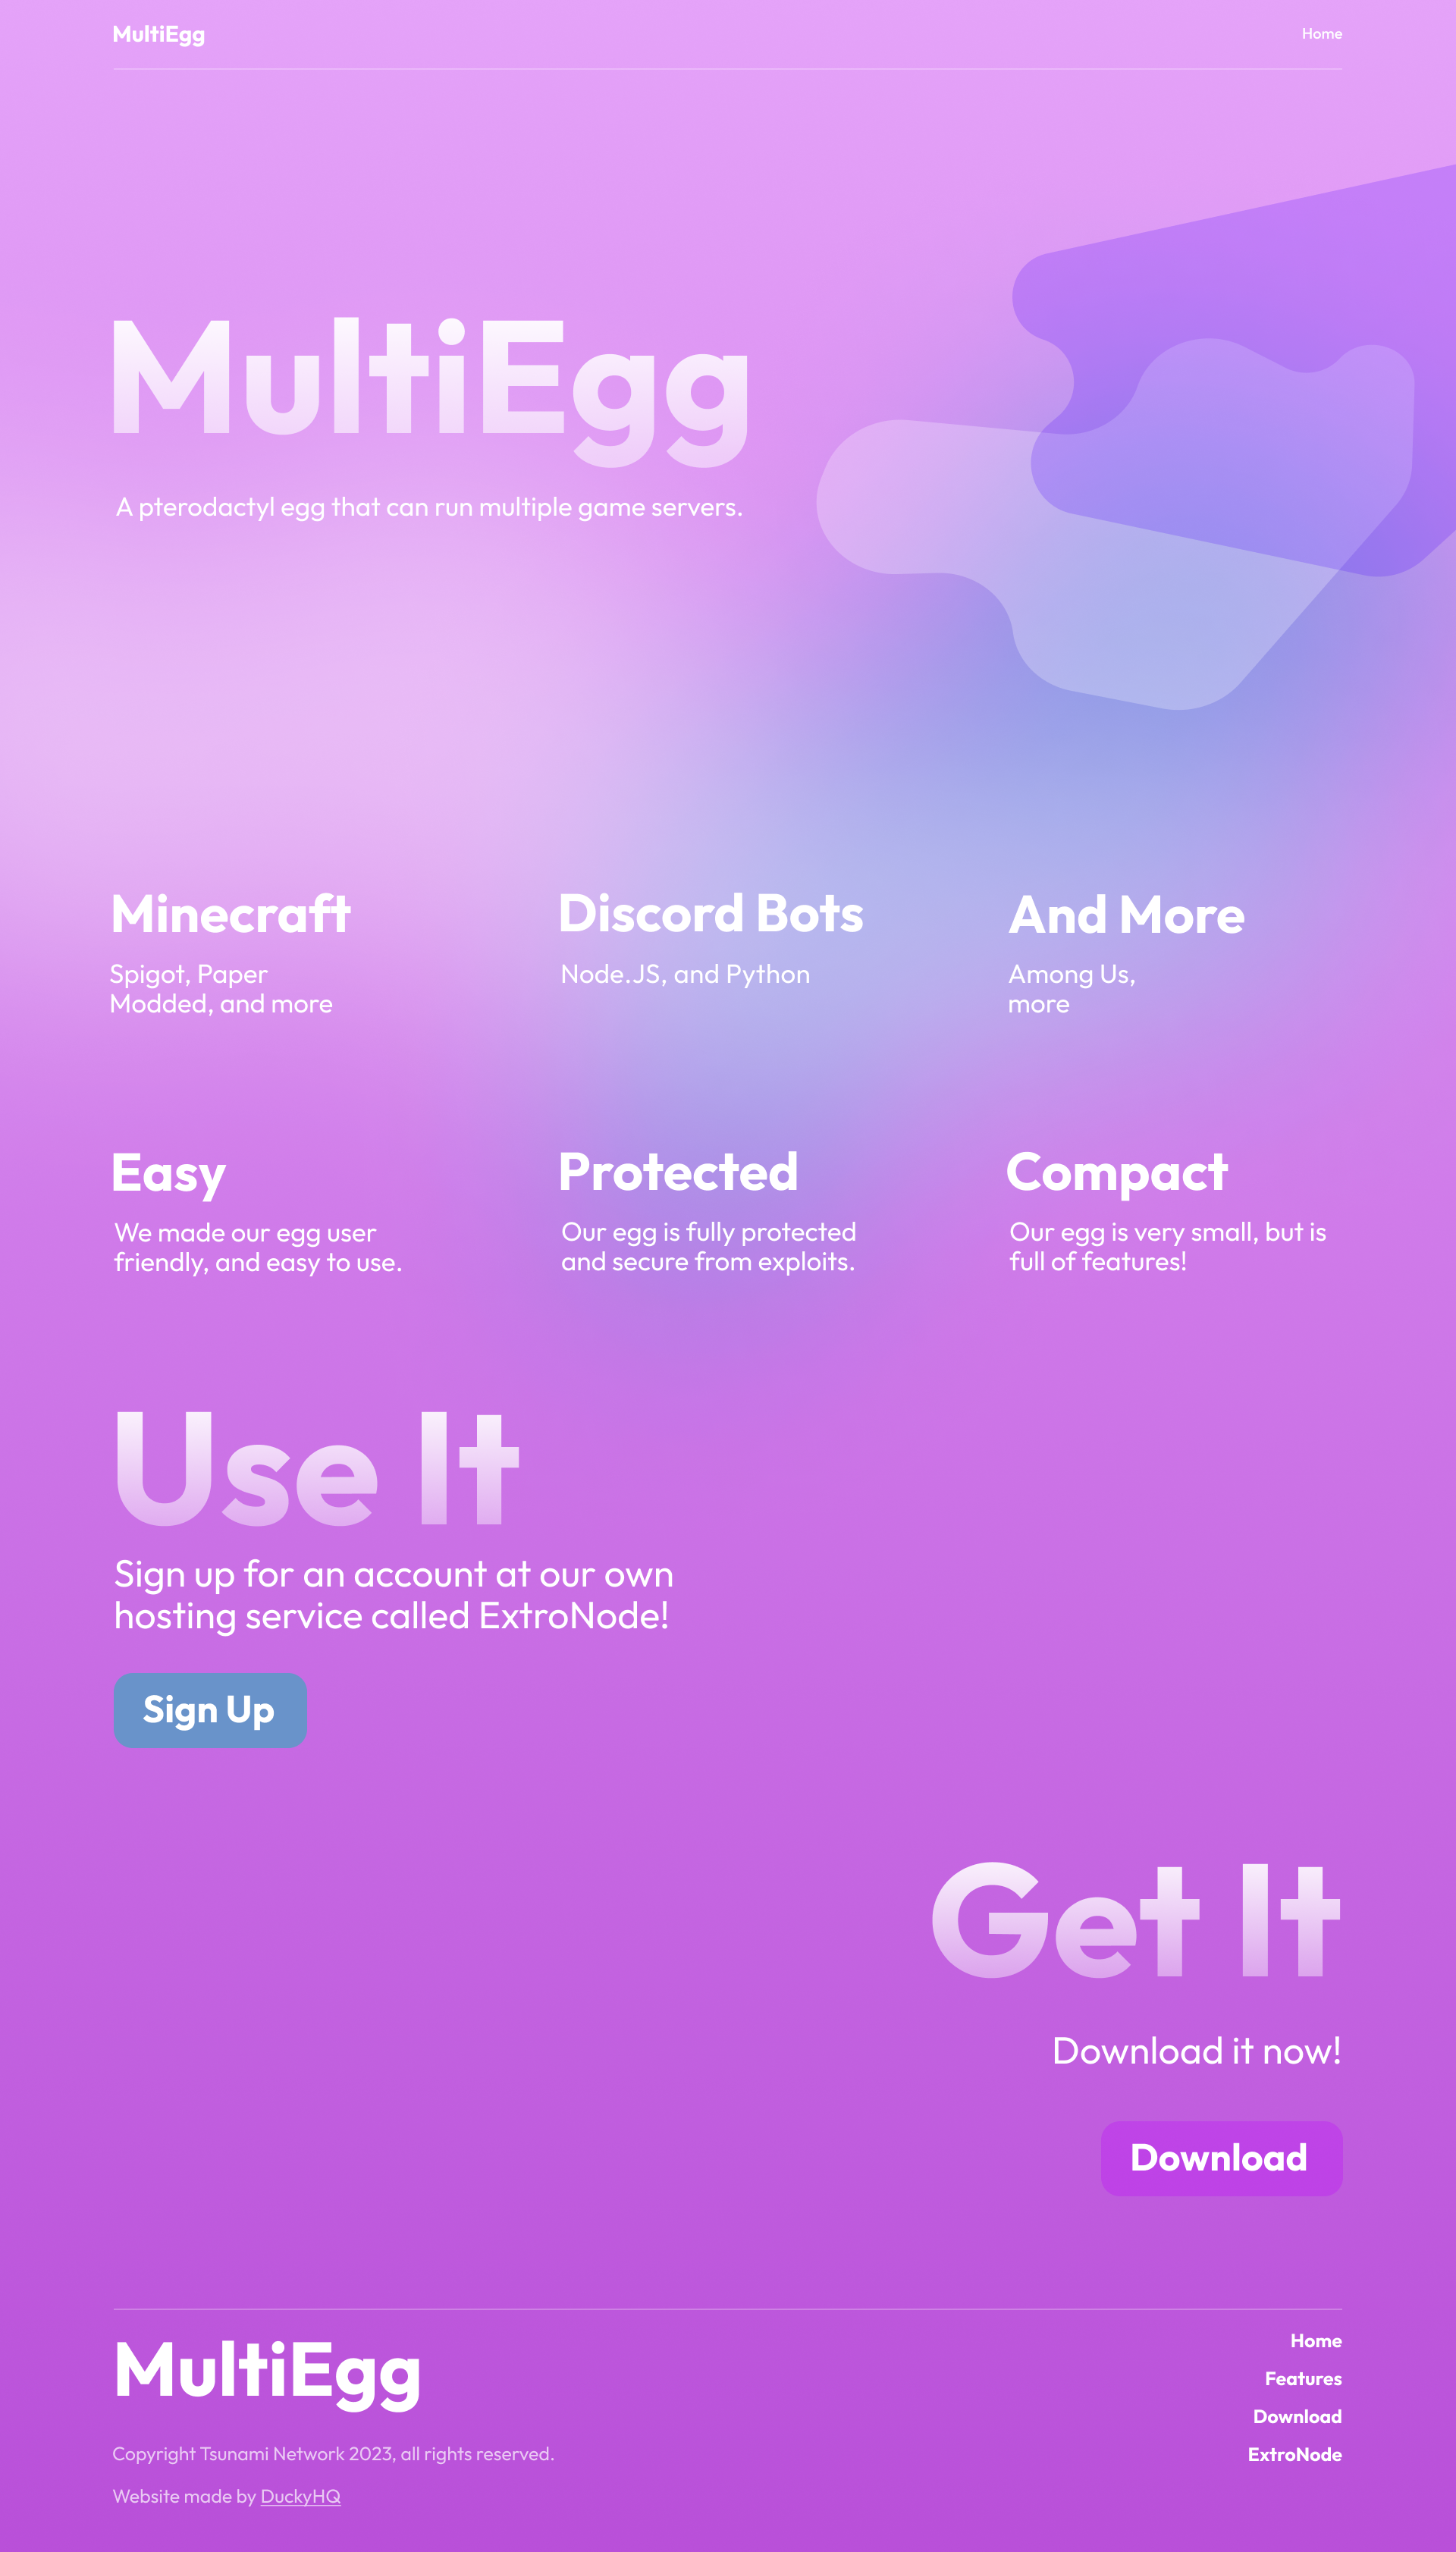 MultiEgg
Home
MultiEgg
A pterodactyl egg that can run multiple game servers.
Minecraft
Spigot, Paper
Modded, and more
Discord Bots
Node.JS, and Python
And More
Among Us,
more
Easy
We made our egg user
friendly, and easy to use.
Protected
Our egg is fully protected
and secure from exploits.
Compact
Our egg is very small, but is
full of features!
Use It
Sign up for an account at our own
hosting service called ExtroNode!
Sign Up
Get It
Download it now!
Download
MultiEgg
Copyright Tsunami Network 2023, all rights reserved.
Website made by DuckyHQ
Home
Features
Download
ExtroNode